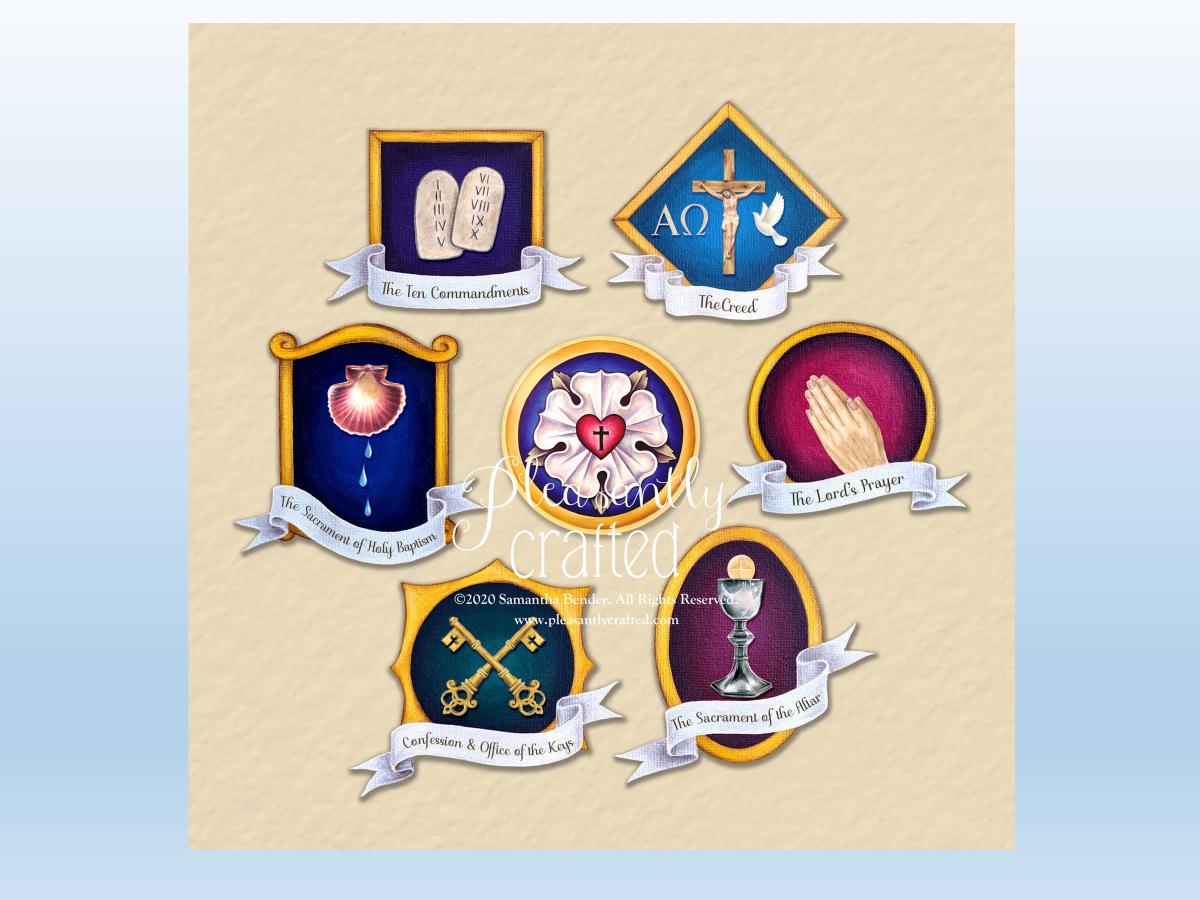 I
II
III
IV
V
VI
VII
VIII
IX
X
The Ten Commandments
ΑΩ
The Creed
The Sacrament of Holy Baptism
The Lord's Prayer
Pleasantly
crafted
©2020 Samantha Bender. All Rights Reserved.
www.pleasantlycrafted.com
Confession & Office of the Keys
The Sacrament of the Altar